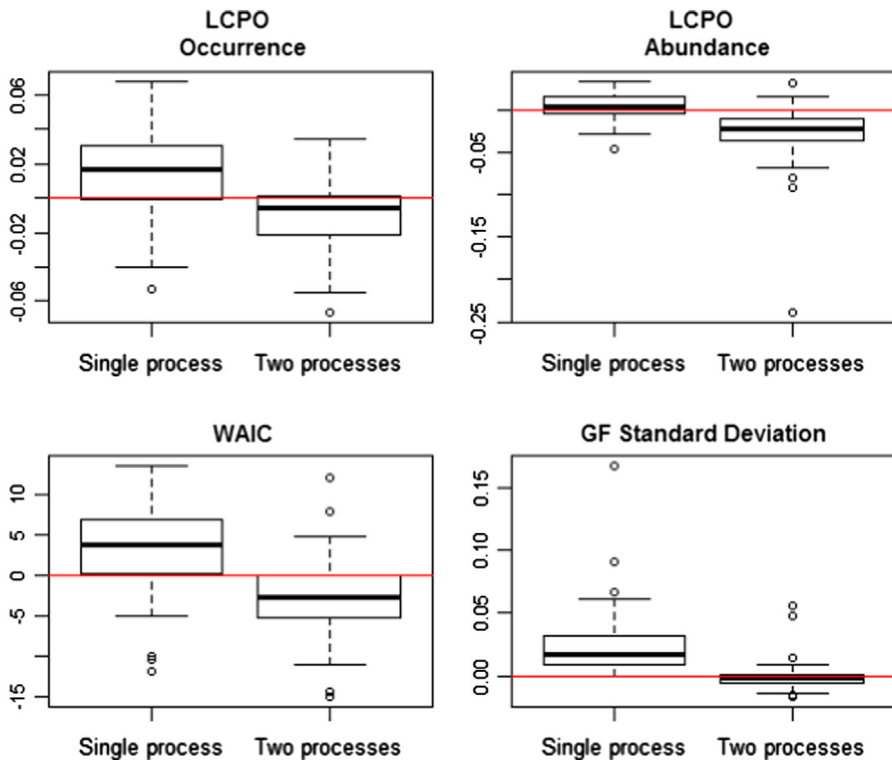 LCPO
Occurrence
0.06
0.02
-0.02
-0.06
Single process Two processes
LCPO
Abundance
-0.05
-0.15
-0.25
Single process Two processes
WAIC
10
5
0
-5
-15
Single process Two processes
GF Standard Deviation
0.15
0.10
0.05
0.00
Single process Two processes